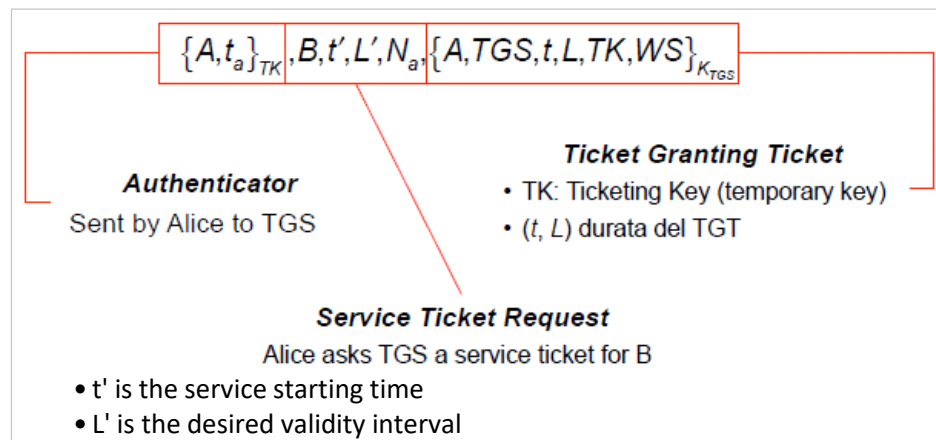 {A,tₐ}_TK ,B,t′,L′,Nₐ,{A,TGS,t,L,TK,WS}_K_TGS
Ticket Granting Ticket
Authenticator
• TK: Ticketing Key (temporary key)
Sent by Alice to TGS
• (t, L) durata del TGT
Service Ticket Request
Alice asks TGS a service ticket for B
• t' is the service starting time
• L' is the desired validity interval